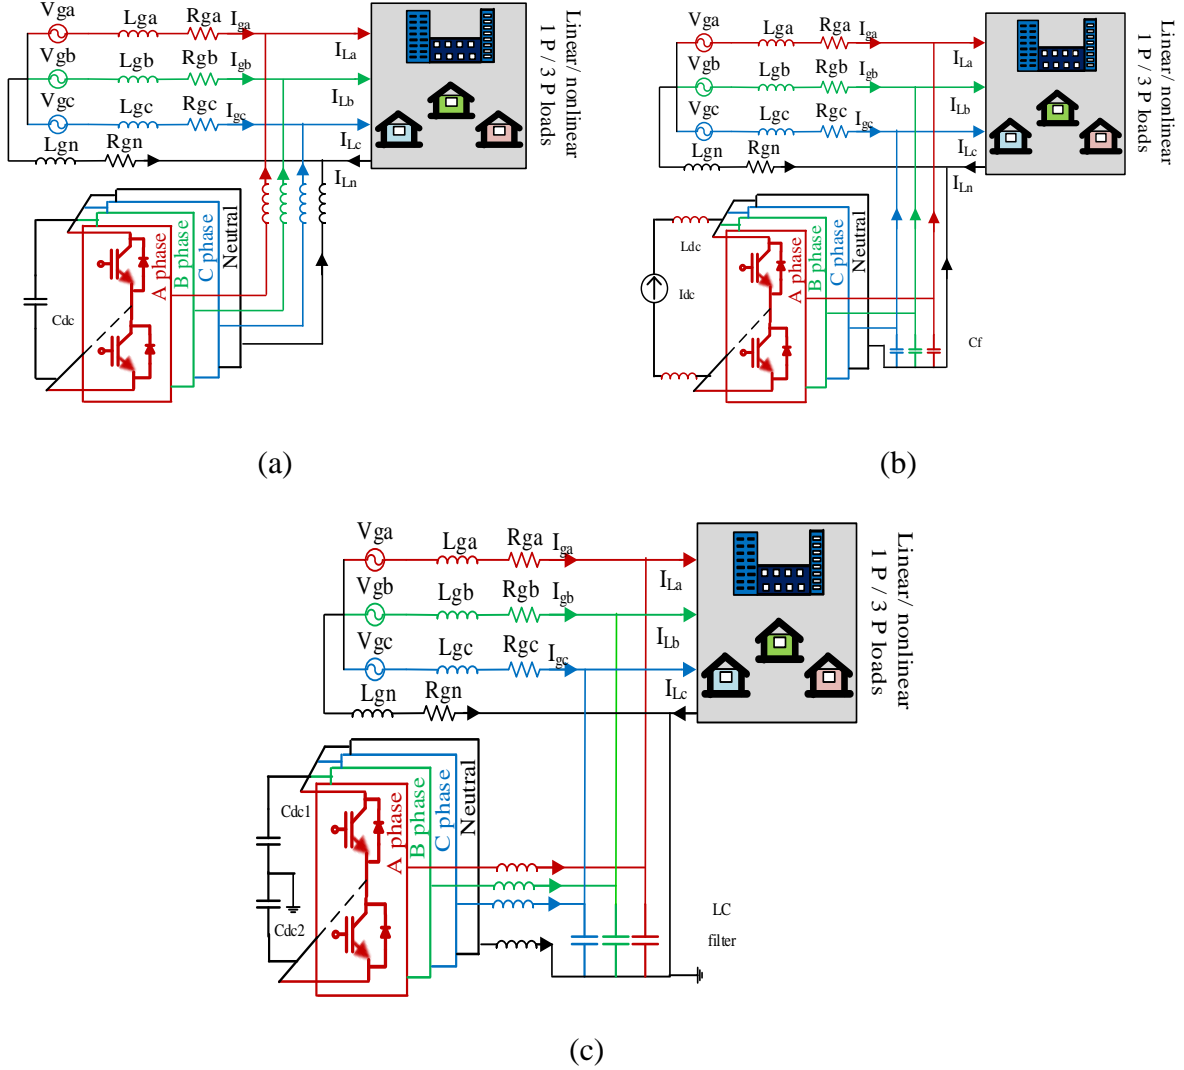 Vga
Lga
Rga
Iga
ILa
Vgb
Lgb
Rgb
Igb
ILb
Vgc
Lgc
Rgc
Igc
ILc
Lgn
Rgn
ILn
Linear/ nonlinear
1 P / 3 P loads
Cdc
A phase
B phase
C phase
Neutral
(a)
Vga
Lga
Rga
Iga
ILa
Vgb
Lgb
Rgb
Igb
ILb
Vgc
Lgc
Rgc
Igc
ILc
Lgn
Rgn
ILn
Linear/ nonlinear
1 P / 3 P loads
Ldc
Idc
A phase
B phase
C phase
Neutral
Cf
(b)
Vga
Lga
Rga
Iga
ILa
Vgb
Lgb
Rgb
Igb
ILb
Vgc
Lgc
Rgc
Igc
ILc
Lgn
Rgn
Linear/ nonlinear
1 P / 3 P loads
Cdc1
Cdc2
A phase
B phase
C phase
Neutral
LC
filter
(c)